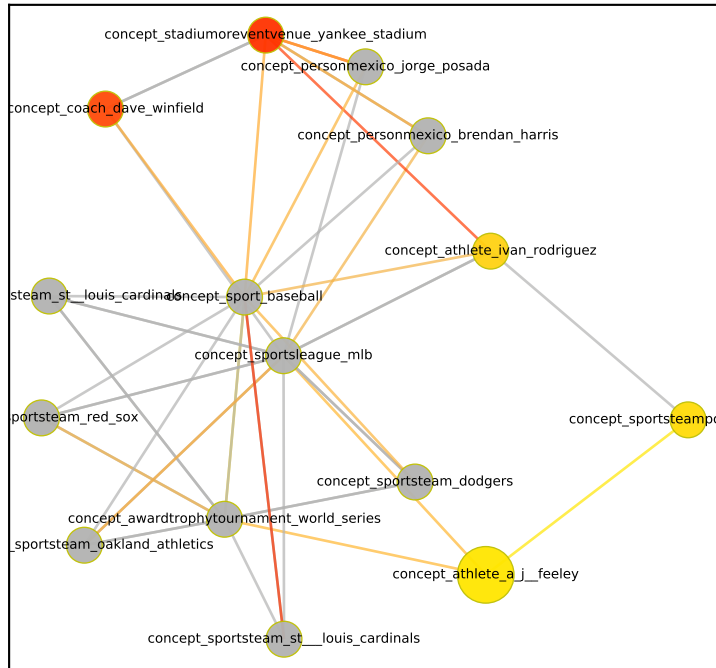 concept_stadiumoreventvenue_yankee_stadium
concept_personmexico_jorge_posada
concept_coach_dave_winfield
concept_personmexico_brendan_harris
concept_athlete_ivan_rodriguez
steam_st__louis_cardinals
concept_sport_baseball
concept_sportsleague_mlb
sportsteam_red_sox
concept_sportsteampo
concept_sportsteam_dodgers
concept_awardtrophytournament_world_series
_sportsteam_oakland_athletics
concept_athlete_a_j__feeley
concept_sportsteam_st___louis_cardinals